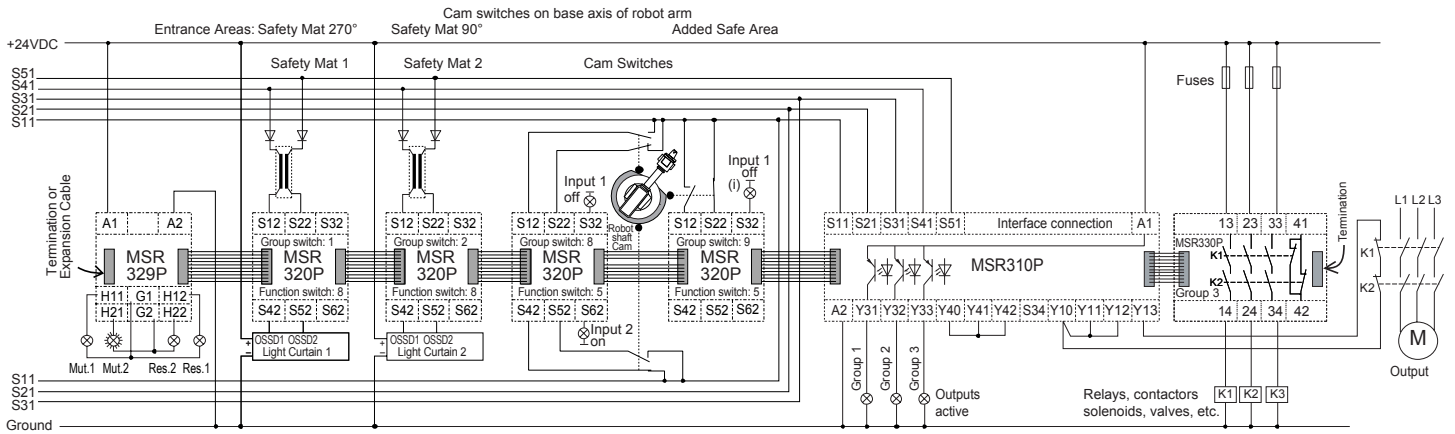 Cam switches on base axis of robot arm
Entrance Areas: Safety Mat 270° Safety Mat 90° Added Safe Area
+24VDC
Safety Mat 1 Safety Mat 2 Cam Switches
S51
S41
S31
S21
S11
Fuses
Input 1
off
Input 1
off
(i)
Robot
shaft
Cam
Termination or
Expansion Cable
A1 A2
MSR
329P
H11 G1 H12
H21 G2 H22
Mut.1 Mut.2 Res.2 Res.1
S12 S22 S32
Group switch: 1
MSR
320P
Function switch: 8
S42 S52 S62
+ OSSD1 OSSD2
– Light Curtain 1
S12 S22 S32
Group switch: 2
MSR
320P
Function switch: 8
S42 S52 S62
+ OSSD1 OSSD2
– Light Curtain 2
S12 S22 S32
Group switch: 8
MSR
320P
Function switch: 5
S42 S52 S62
Input 2
on
S12 S22 S32
Group switch: 9
MSR
320P
Function switch: 5
S42 S52 S62
S11 S21 S31 S41 S51 Interface connection A1
MSR310P
A2 Y31 Y32 Y33 Y40 Y41 Y42 S34 Y10 Y11 Y12 Y13
Group 1
Group 2
Group 3
Outputs
active
13 23 33 41
MSR330P
K1
K2
Group 3
14 24 34 42
Termination
L1 L2 L3
K1
K2
M
Output
Relays, contactors
solenoids, valves, etc.
K1 K2 K3
S11
S21
S31
Ground